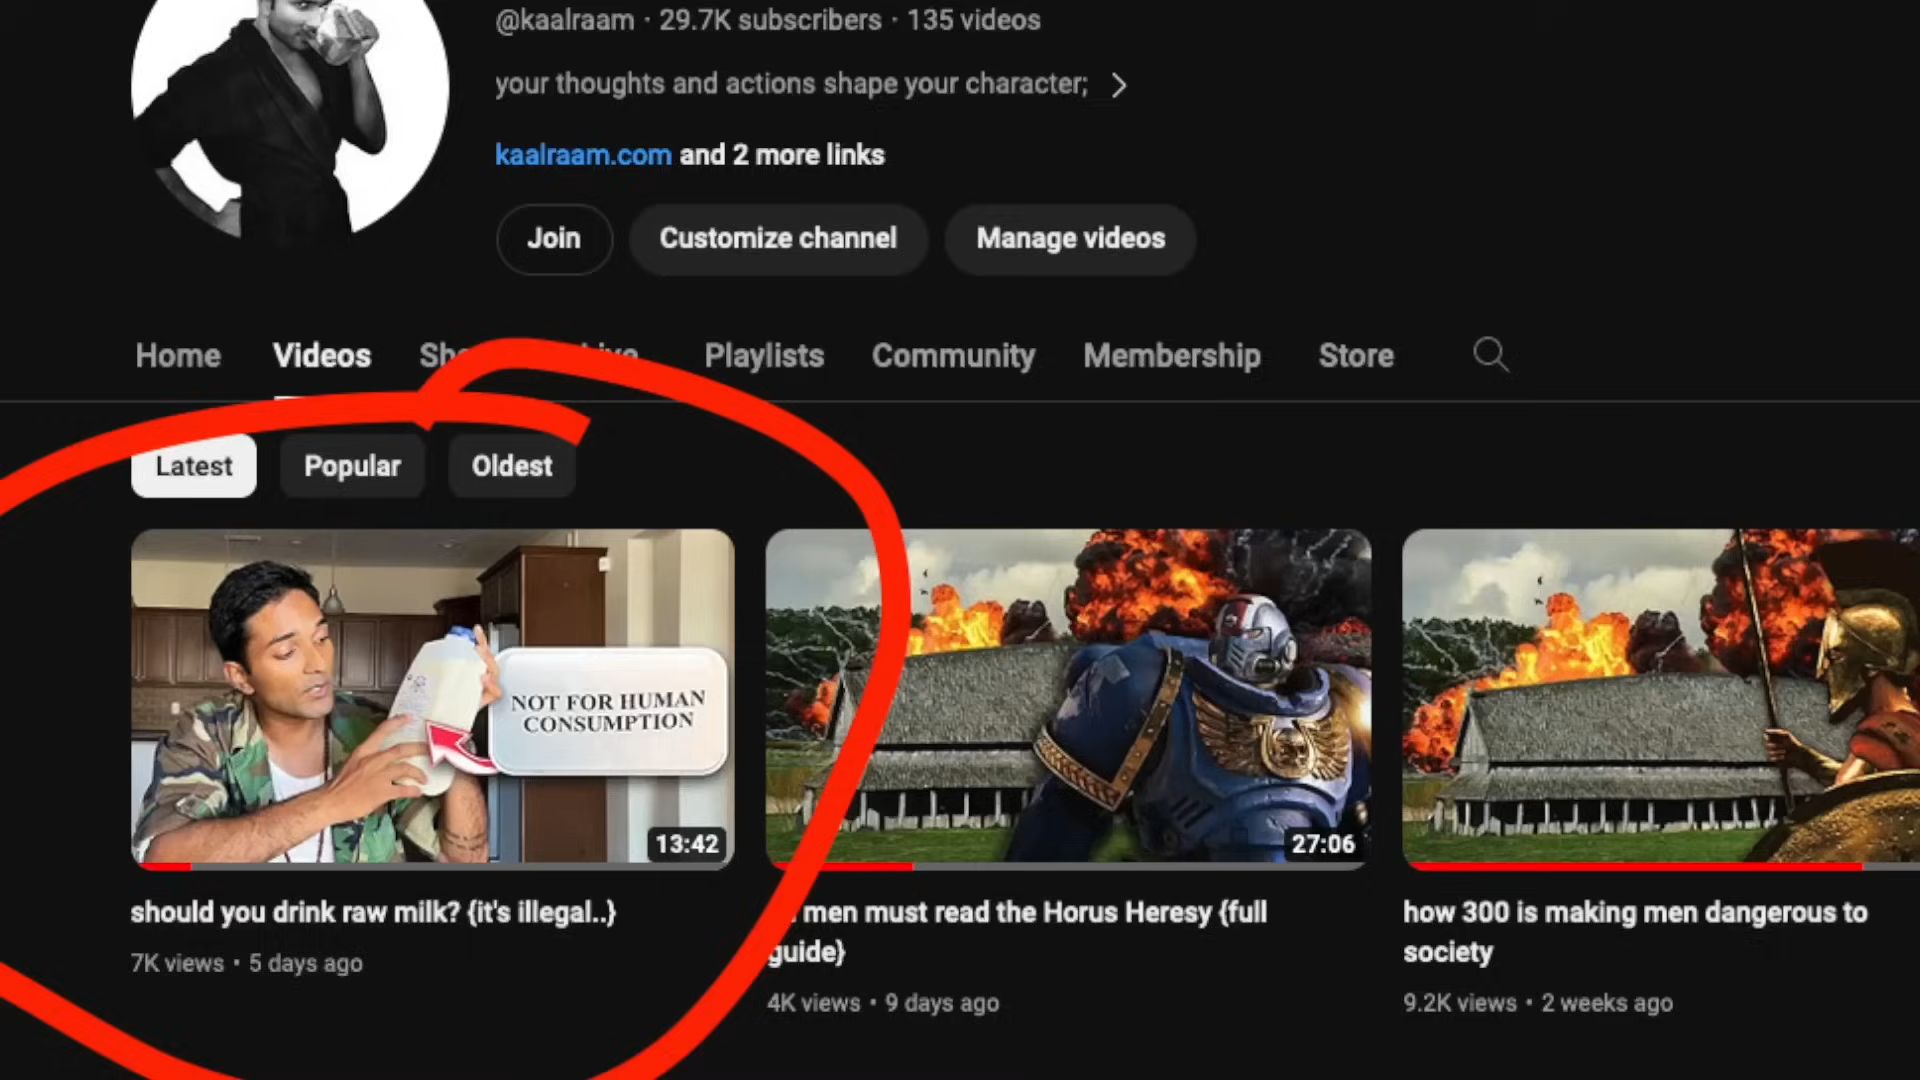 @kaalraam · 29.7K subscribers · 135 videos
your thoughts and actions shape your character;
kaalraam.com and 2 more links
Join Customize channel Manage videos
Home Videos Playlists Community Membership Store
Latest Popular Oldest
NOT FOR HUMAN
CONSUMPTION
13:42
27:06
should you drink raw milk? {it's illegal..}
7K views • 5 days ago
men must read the Horus Heresy {full
guide}
4K views • 9 days ago
how 300 is making men dangerous to
society
9.2K views • 2 weeks ago